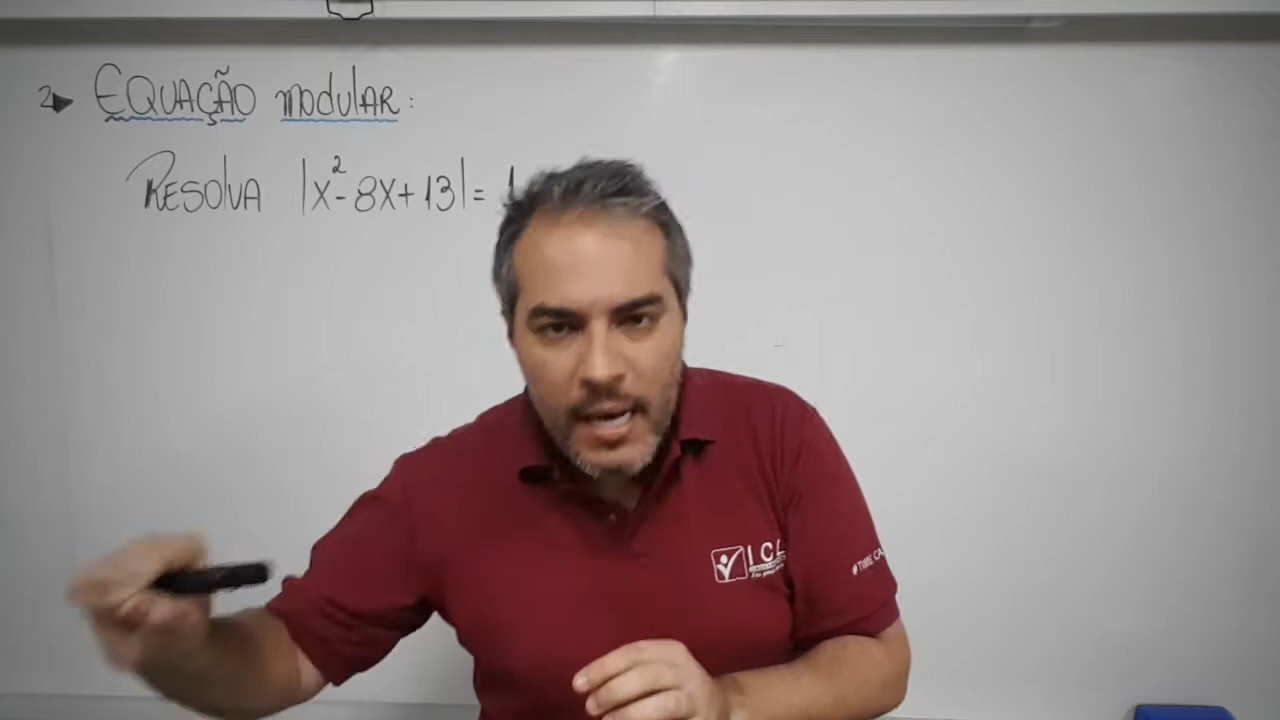 2▸ EQUAÇÃO modulAR:
RESOlVA |x²-8x+13|=
ICL